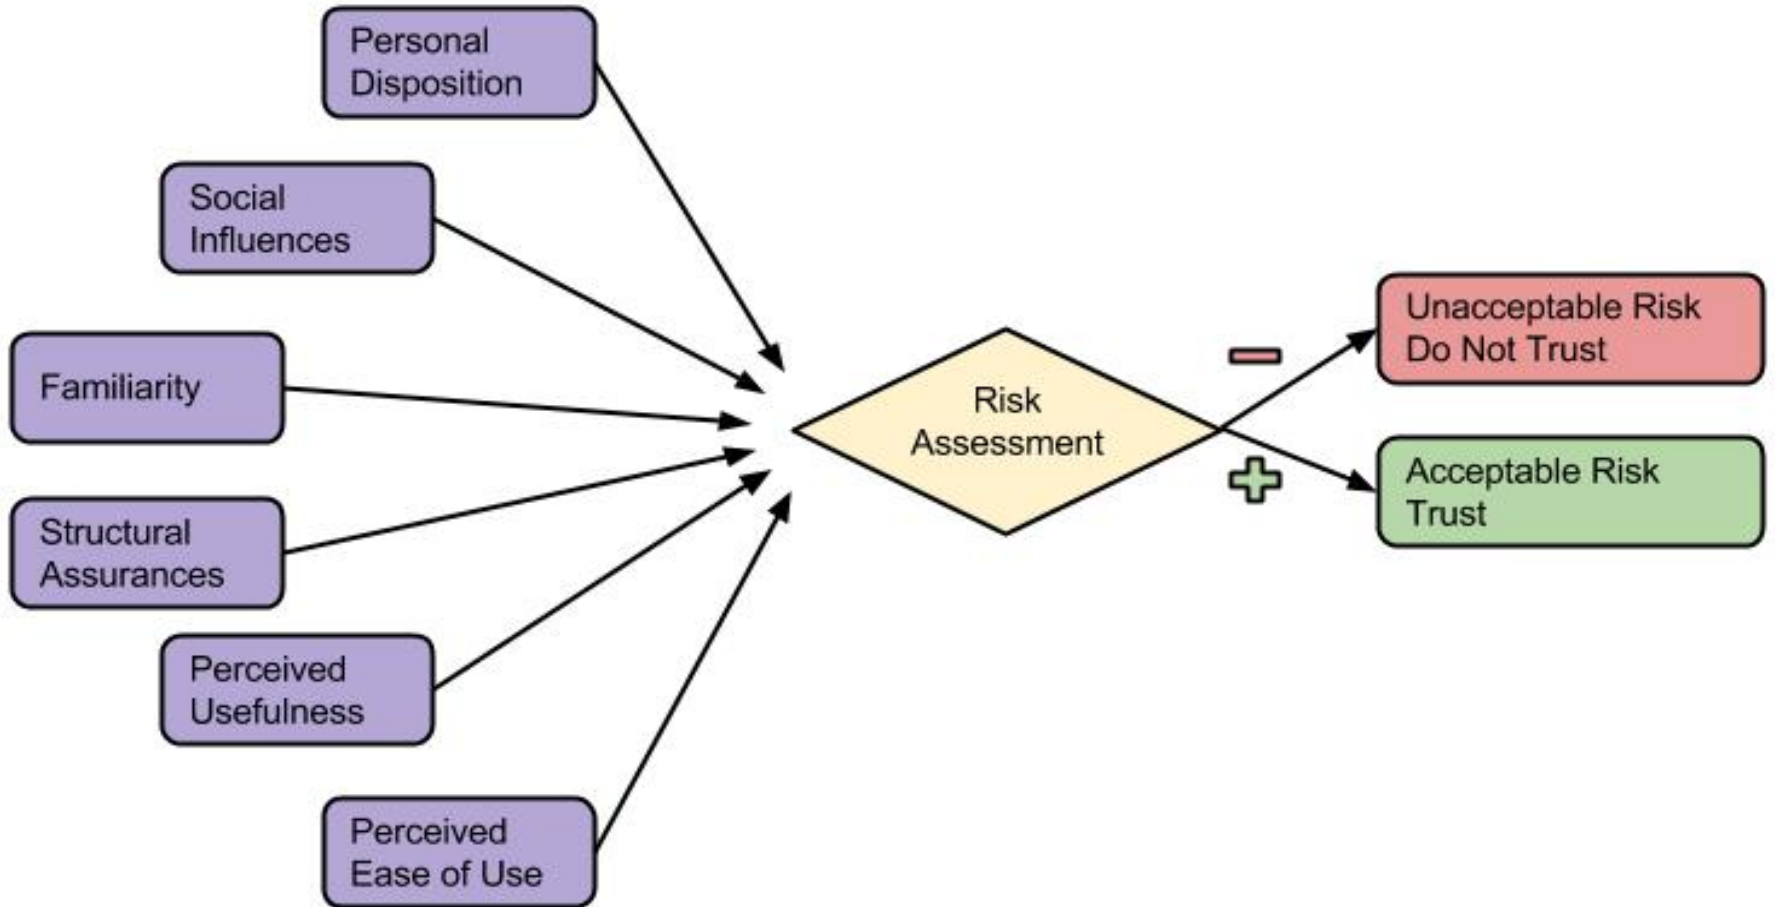 Personal
Disposition
Social
Influences
Familiarity
Structural
Assurances
Perceived
Usefulness
Perceived
Ease of Use
Risk
Assessment
Unacceptable Risk
Do Not Trust
Acceptable Risk
Trust